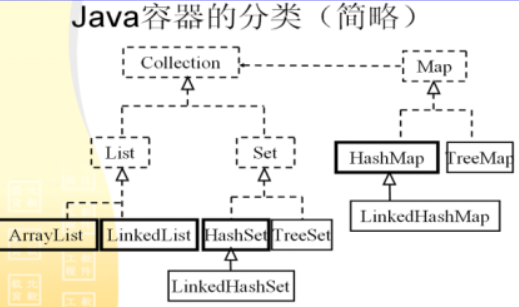 Java容器的分类（简略）
Collection
Map
List
Set
HashMap
TreeMap
ArrayList
LinkedList
HashSet
TreeSet
LinkedHashMap
LinkedHashSet